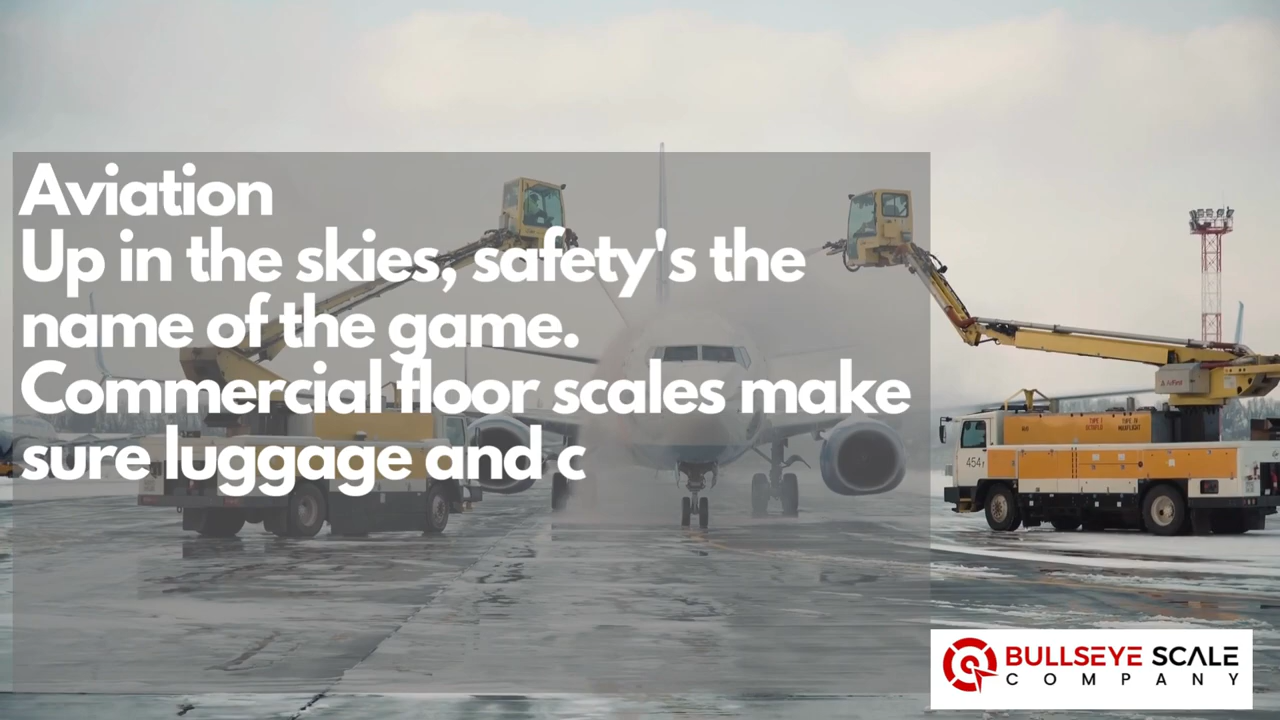 Aviation
Up in the skies, safety's the
name of the game.
Commercial floor scales make
sure luggage and c
454
BULLSEYE SCALE
COMPANY